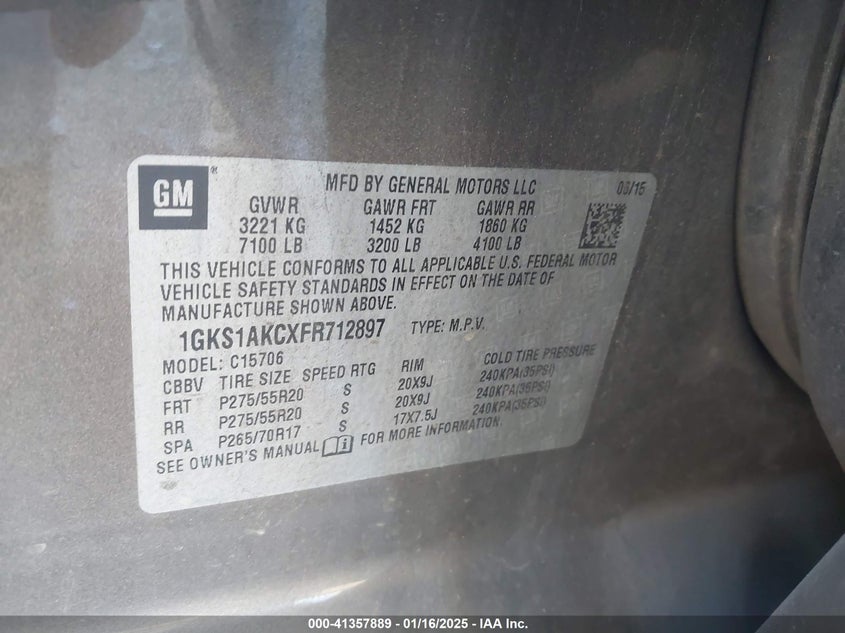 GM ®
MFD BY GENERAL MOTORS LLC 03/15
GVWR GAWR FRT GAWR RR
3221 KG 1452 KG 1860 KG
7100 LB 3200 LB 4100 LB
THIS VEHICLE CONFORMS TO ALL APPLICABLE U.S. FEDERAL MOTOR
VEHICLE SAFETY STANDARDS IN EFFECT ON THE DATE OF
MANUFACTURE SHOWN ABOVE.
1GKS1AKCXFR712897 TYPE: M.P.V.
MODEL: C15706
CBBV TIRE SIZE SPEED RTG RIM COLD TIRE PRESSURE
FRT P275/55R20 S 20X9J 240KPA(35PSI)
RR P275/55R20 S 20X9J 240KPA(35PSI)
SPA P265/70R17 S 17X7.5J 240KPA(35PSI)
SEE OWNER'S MANUAL FOR MORE INFORMATION.
000-41357889 - 01/16/2025 - IAA Inc.